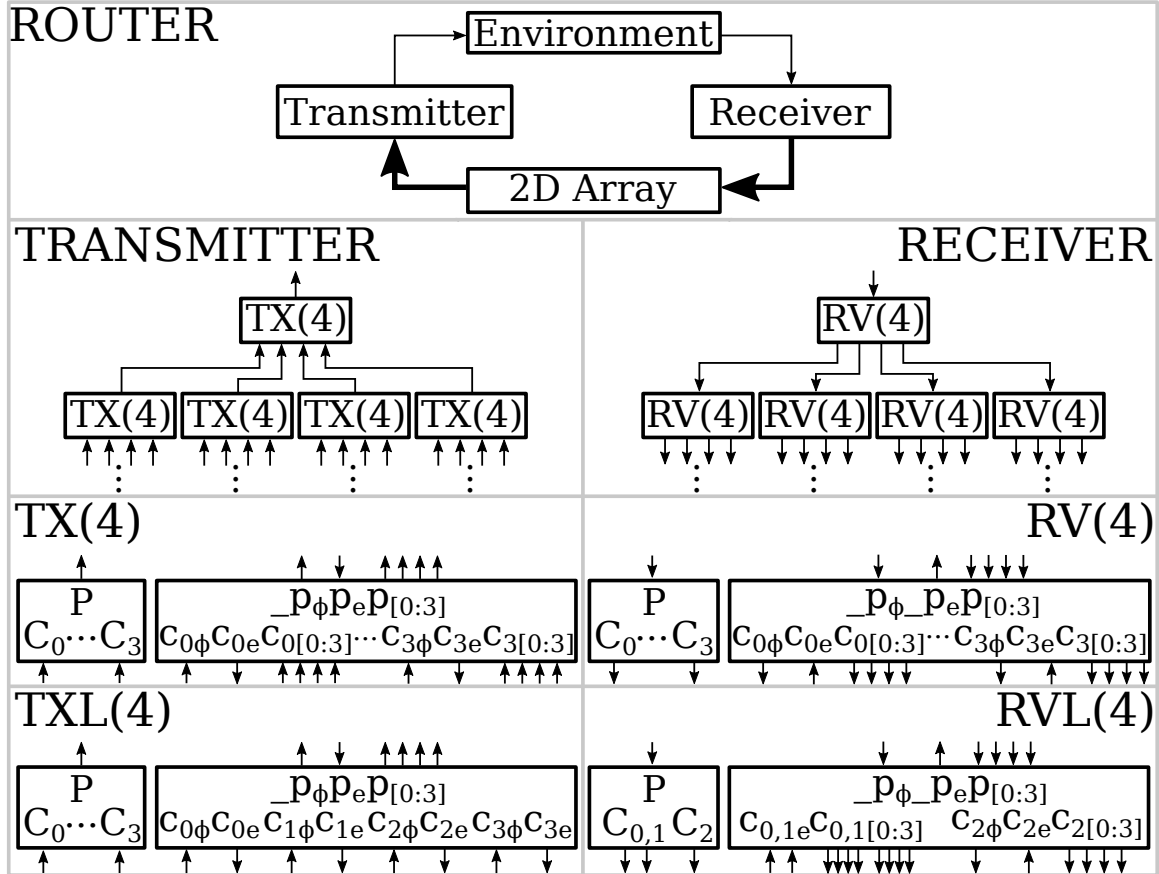 ROUTER
Environment
Transmitter
Receiver
2D Array
TRANSMITTER
TX(4)
TX(4) TX(4) TX(4) TX(4)
RECEIVER
RV(4)
RV(4) RV(4) RV(4) RV(4)
TX(4)
P
C₀⋯C₃
_pϕpₑp[0:3]
c₀ϕc₀ₑc₀[0:3]⋯c₃ϕc₃ₑc₃[0:3]
RV(4)
P
C₀⋯C₃
_pϕ_pₑp[0:3]
c₀ϕc₀ₑc₀[0:3]⋯c₃ϕc₃ₑc₃[0:3]
TXL(4)
P
C₀⋯C₃
_pϕpₑp[0:3]
c₀ϕc₀ₑ c₁ϕc₁ₑ c₂ϕc₂ₑ c₃ϕc₃ₑ
RVL(4)
P
C₀,₁ C₂
_pϕ_pₑp[0:3]
c₀,₁ₑc₀,₁[0:3] c₂ϕc₂ₑc₂[0:3]